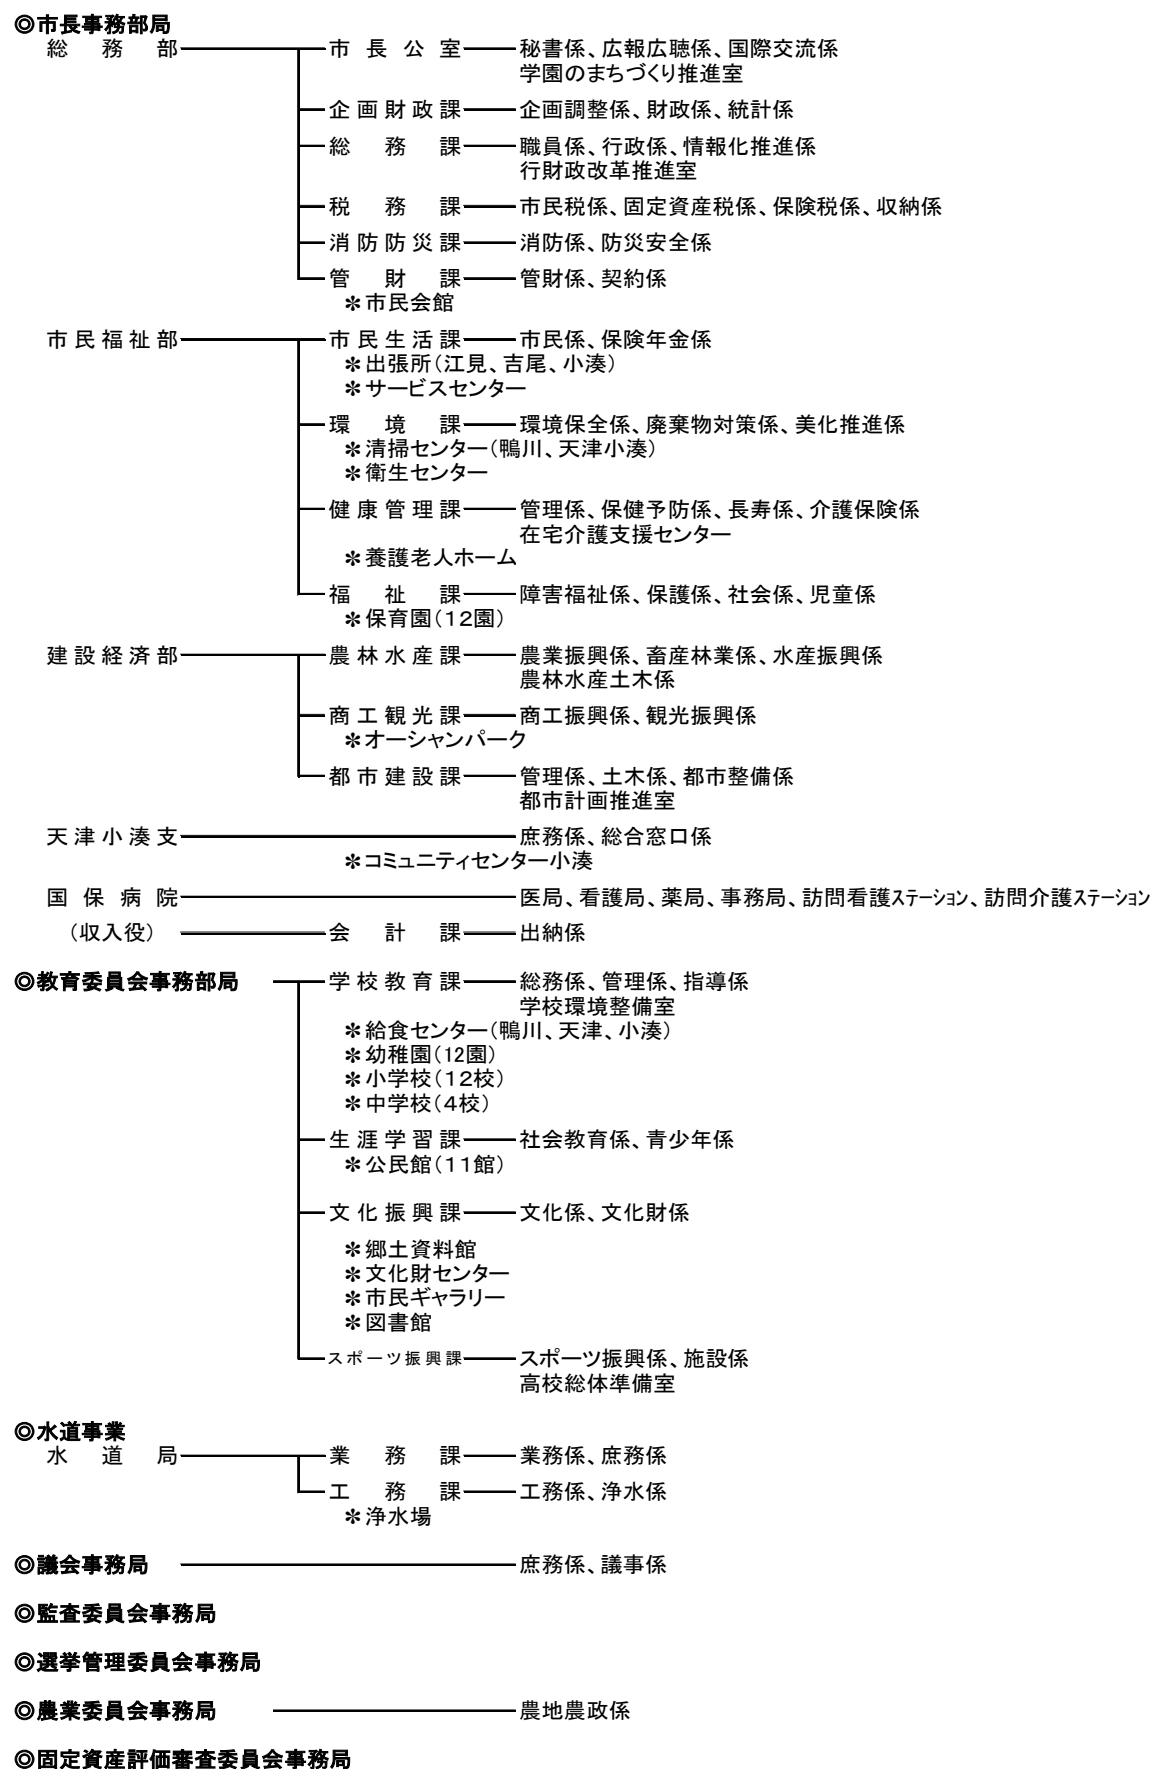 ◎市長事務部局
総務部 市長公室 秘書係、広報広聴係、国際交流係
学園のまちづくり推進室
企画財政課 企画調整係、財政係、統計係
総務課 職員係、行政係、情報化推進係
行財政改革推進室
税務課 市民税係、固定資産税係、保険税係、収納係
消防防災課 消防係、防災安全係
管財課 管財係、契約係
＊市民会館
市民福祉部 市民生活課 市民係、保険年金係
＊出張所（江見、吉尾、小湊）
＊サービスセンター
環境課 環境保全係、廃棄物対策係、美化推進係
＊清掃センター（鴨川、天津小湊）
＊衛生センター
健康管理課 管理係、保健予防係、長寿係、介護保険係
在宅介護支援センター
＊養護老人ホーム
福祉課 障害福祉係、保護係、社会係、児童係
＊保育園（１２園）
建設経済部 農林水産課 農業振興係、畜産林業係、水産振興係
農林水産土木係
商工観光課 商工振興係、観光振興係
＊オーシャンパーク
都市建設課 管理係、土木係、都市整備係
都市計画推進室
天津小湊支 庶務係、総合窓口係
＊コミュニティセンター小湊
国保病院 医局、看護局、薬局、事務局、訪問看護ｽﾃｰｼｮﾝ、訪問介護ｽﾃｰｼｮﾝ
（収入役） 会計課 出納係
◎教育委員会事務部局 学校教育課 総務係、管理係、指導係
学校環境整備室
＊給食センター（鴨川、天津、小湊）
＊幼稚園（12園）
＊小学校（１２校）
＊中学校（４校）
生涯学習課 社会教育係、青少年係
＊公民館（１１館）
文化振興課 文化係、文化財係
＊郷土資料館
＊文化財センター
＊市民ギャラリー
＊図書館
スポーツ振興課 スポーツ振興係、施設係
高校総体準備室
◎水道事業
水道局 業務課 業務係、庶務係
工務課 工務係、浄水係
＊浄水場
◎議会事務局 庶務係、議事係
◎監査委員会事務局
◎選挙管理委員会事務局
◎農業委員会事務局 農地農政係
◎固定資産評価審査委員会事務局